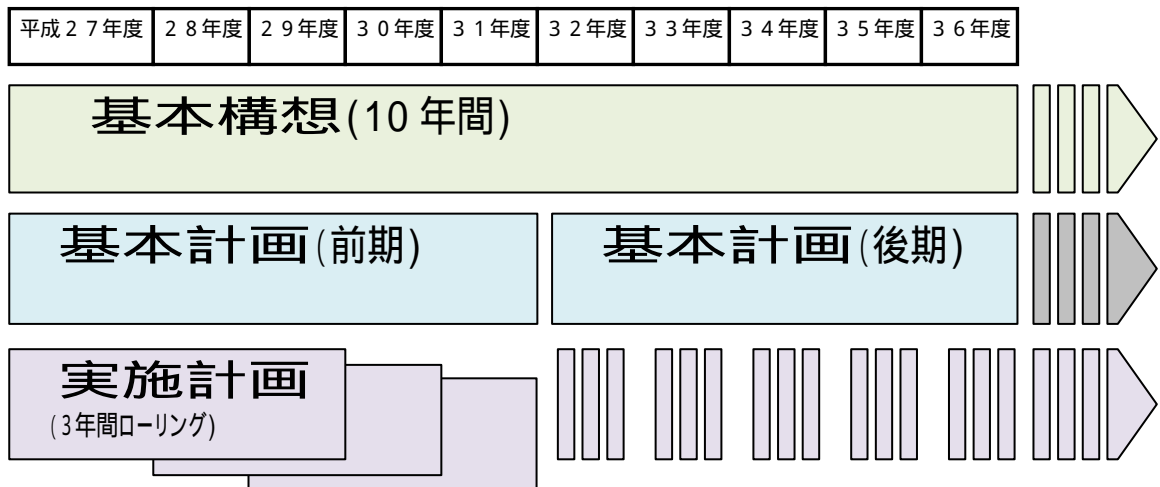 平成２７年度 ２８年度 ２９年度 ３０年度 ３１年度 ３２年度 ３３年度 ３４年度 ３５年度 ３６年度
基本構想(10 年間)
基本計画(前期) 基本計画(後期)
実施計画
(3年間ローリング)